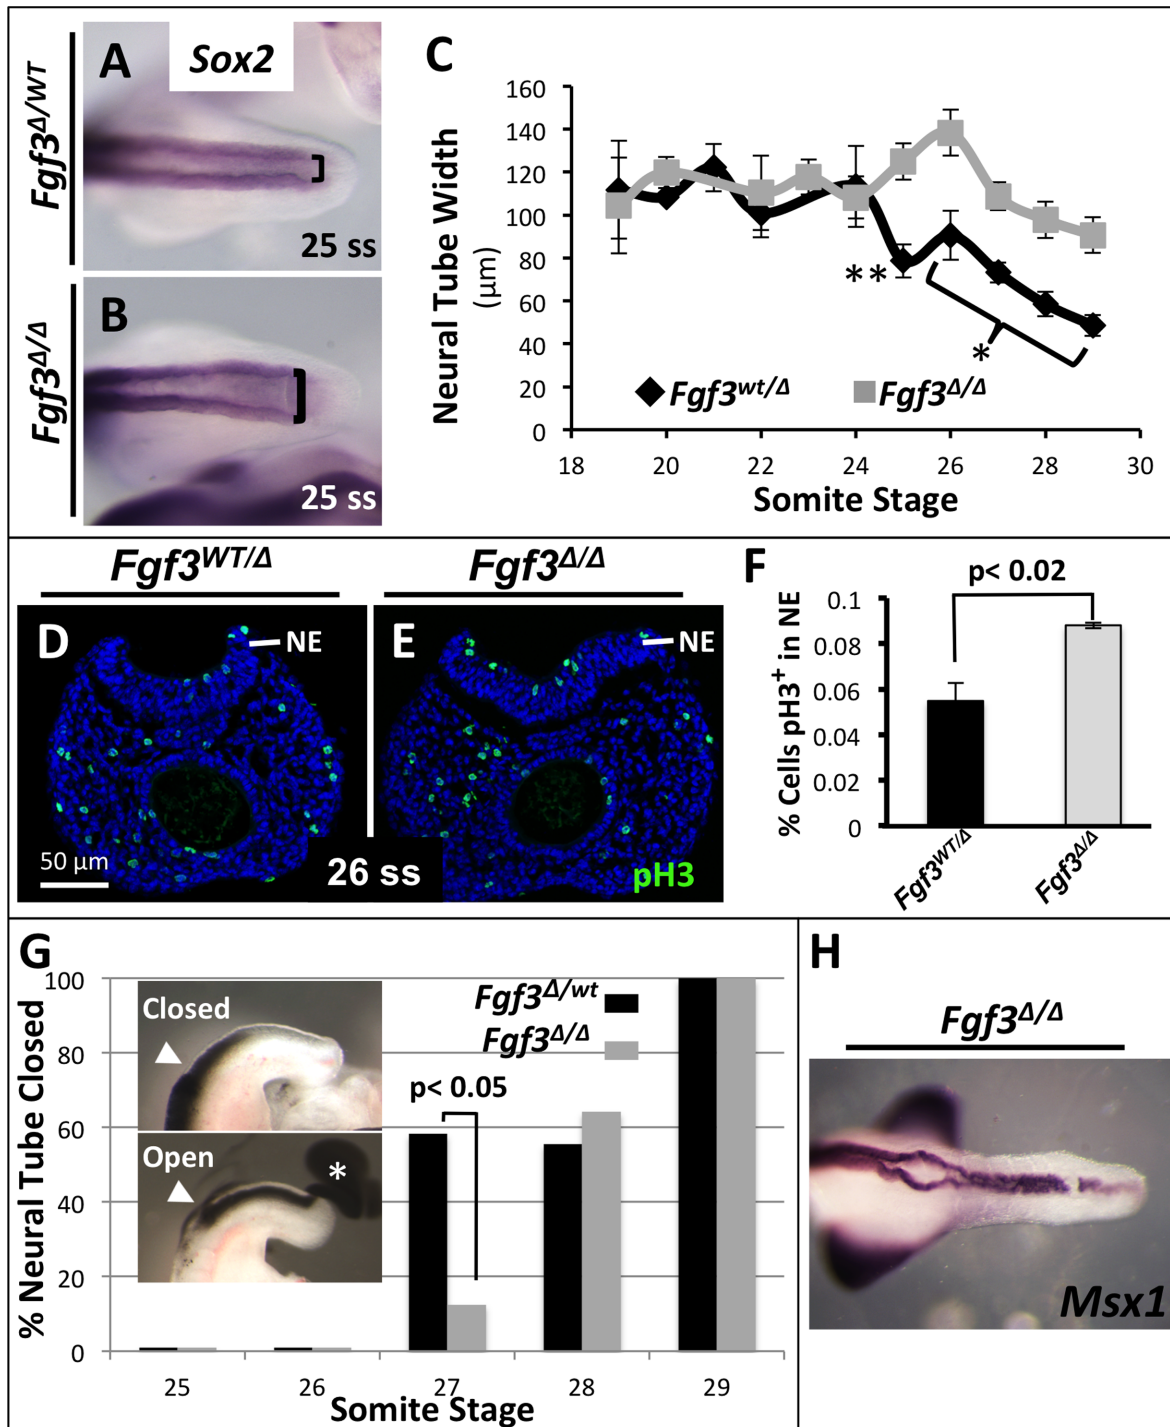 A
Sox2
Fgf3Δ/WT
25 ss
B
Fgf3Δ/Δ
25 ss
C
Neural Tube Width
(µm)
160
140
120
100
80
60
40
20
0
**
*
Fgf3wt/Δ
Fgf3Δ/Δ
18 20 22 24 26 28 30
Somite Stage
Fgf3WT/Δ
Fgf3Δ/Δ
D
NE
E
NE
50 µm
26 ss
pH3
F
p< 0.02
% Cells pH3+ in NE
0.1
0.08
0.06
0.04
0.02
0
Fgf3WT/Δ
Fgf3Δ/Δ
G
% Neural Tube Closed
100
80
60
40
20
0
Closed
Open
*
Fgf3Δ/wt
Fgf3Δ/Δ
p< 0.05
25 26 27 28 29
Somite Stage
H
Fgf3Δ/Δ
Msx1